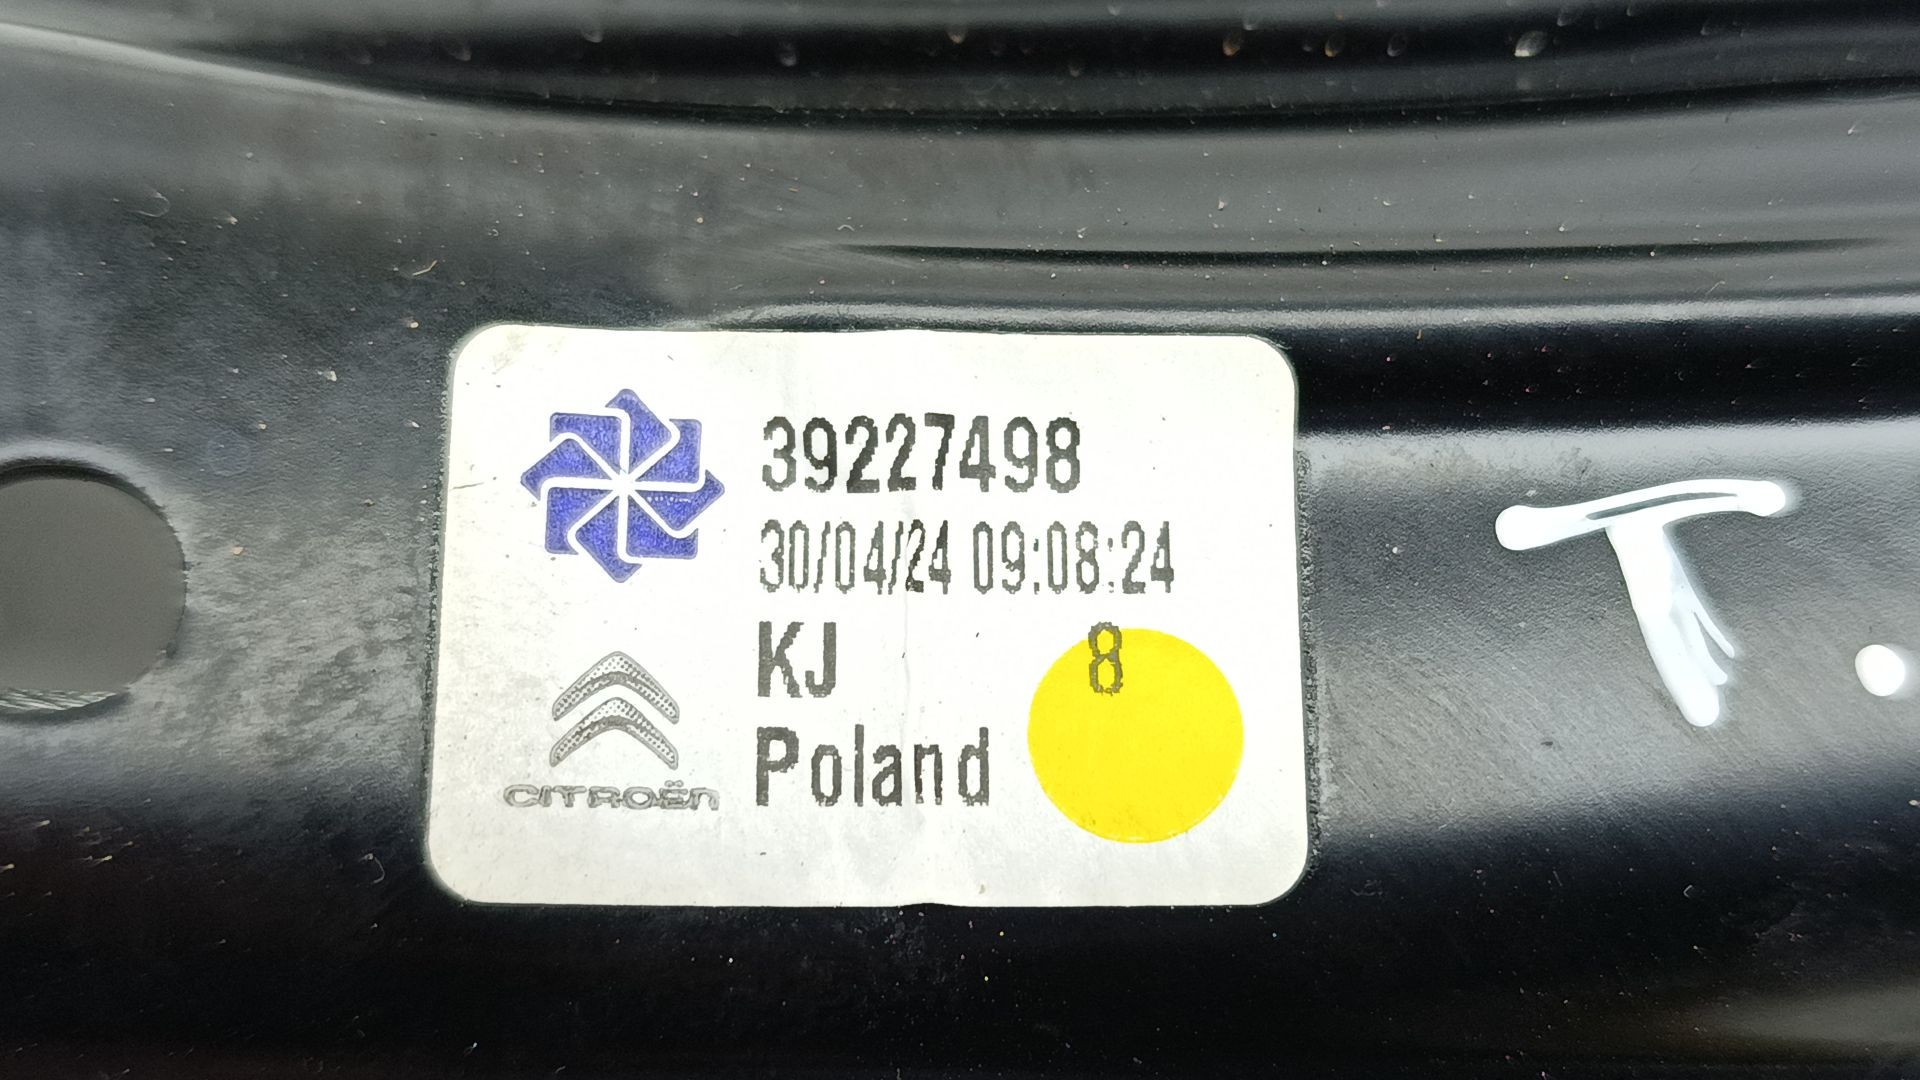 39227498
30/04/24 09:08:24
KJ 8
Poland
CITROËN
T.